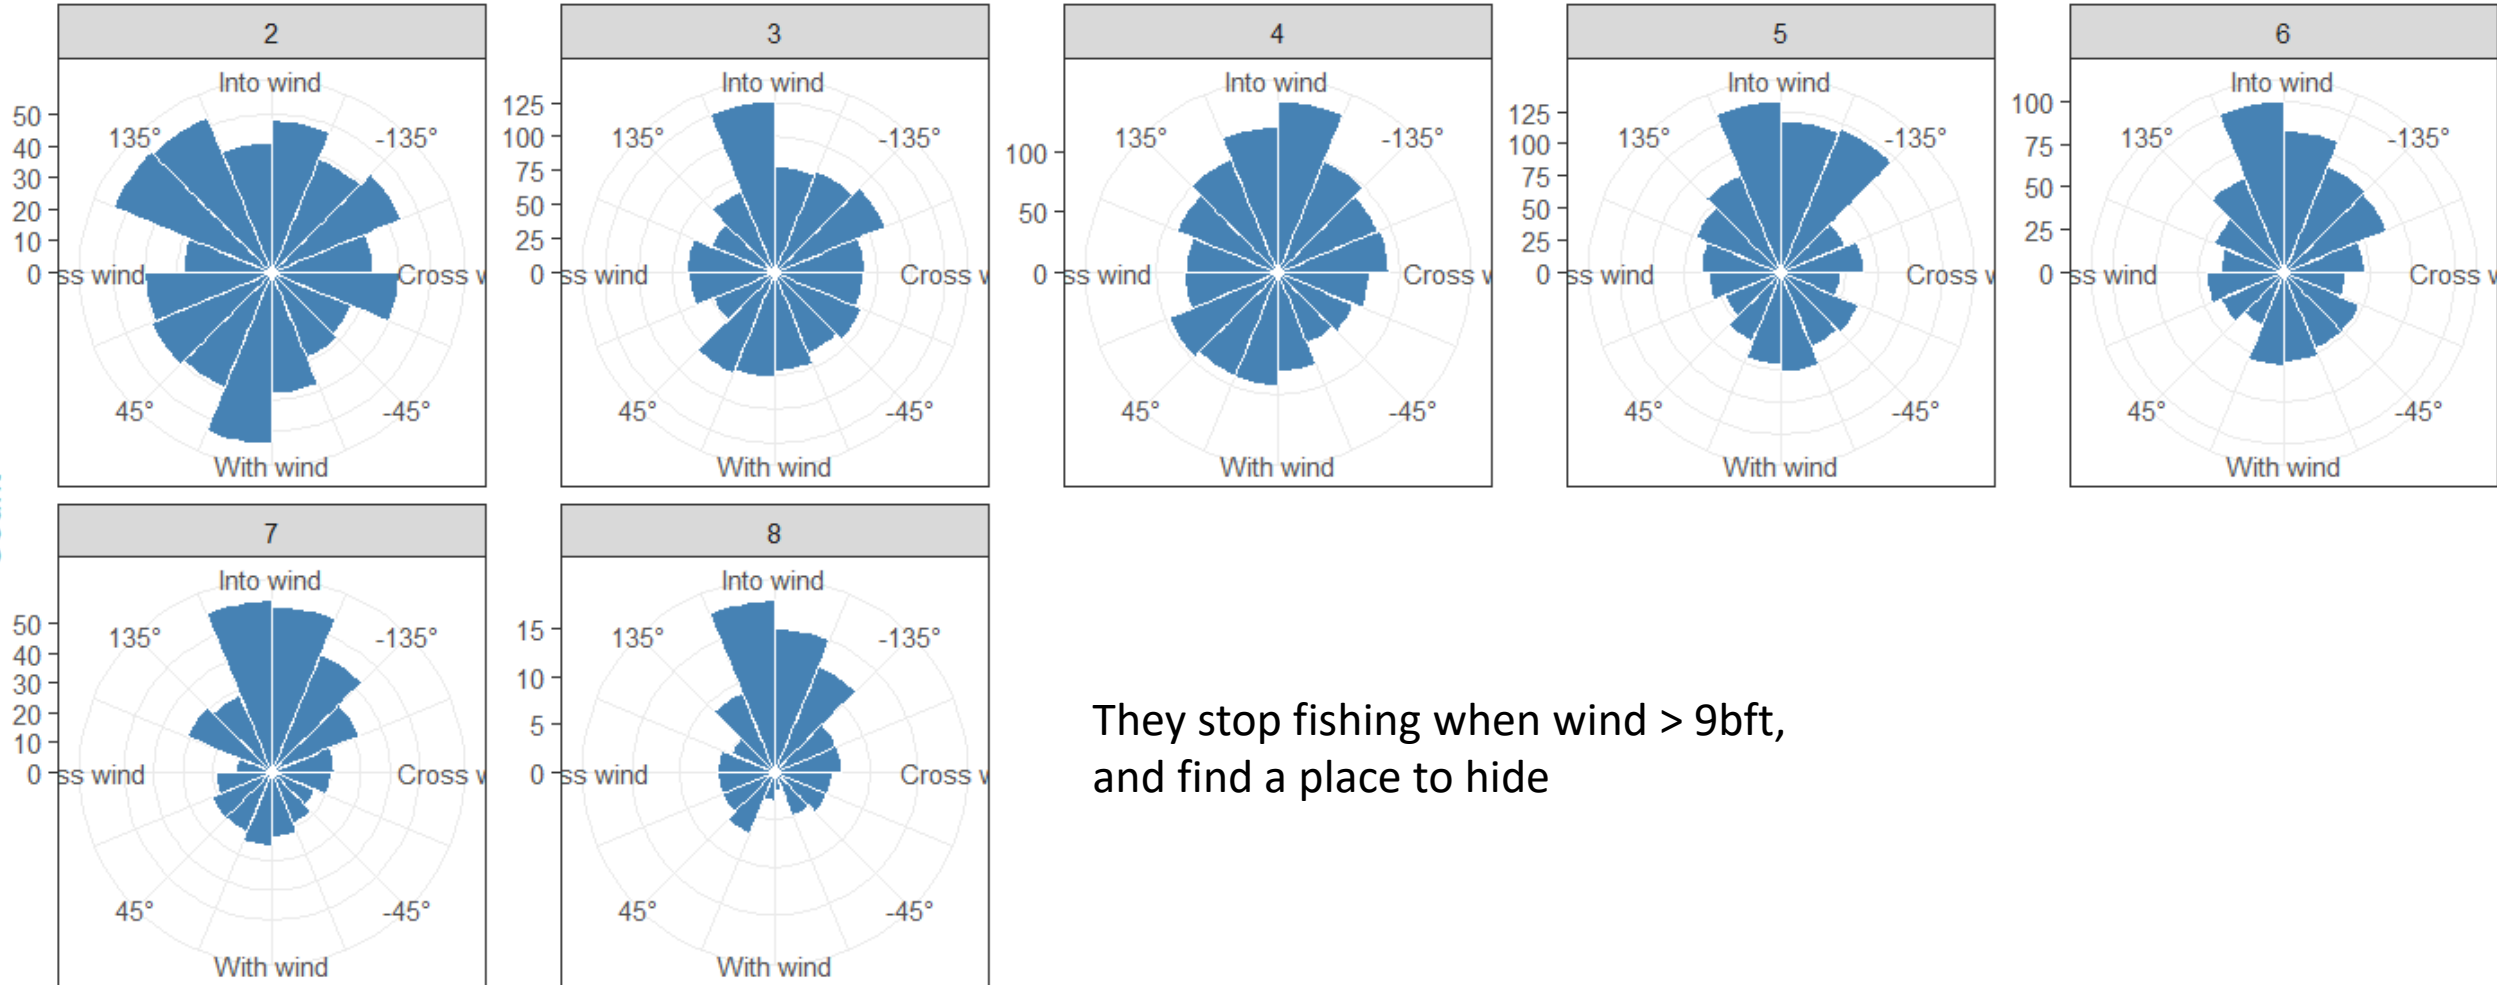 2
3
4
5
6
Into wind
Into wind
Into wind
Into wind
Into wind
50
40
30
20
10
0
135°
-135°
ss wind
Cross w
45°
-45°
With wind
125
100
75
50
25
0
135°
-135°
ss wind
Cross w
45°
-45°
With wind
100
50
0
135°
-135°
ss wind
Cross w
45°
-45°
With wind
125
100
75
50
25
0
135°
-135°
ss wind
Cross w
45°
-45°
With wind
100
75
50
25
0
135°
-135°
ss wind
Cross w
45°
-45°
With wind
7
8
Into wind
Into wind
50
40
30
20
10
0
135°
-135°
ss wind
Cross w
45°
-45°
With wind
15
10
5
0
135°
-135°
ss wind
Cross w
45°
-45°
With wind
They stop fishing when wind > 9bft,
and find a place to hide